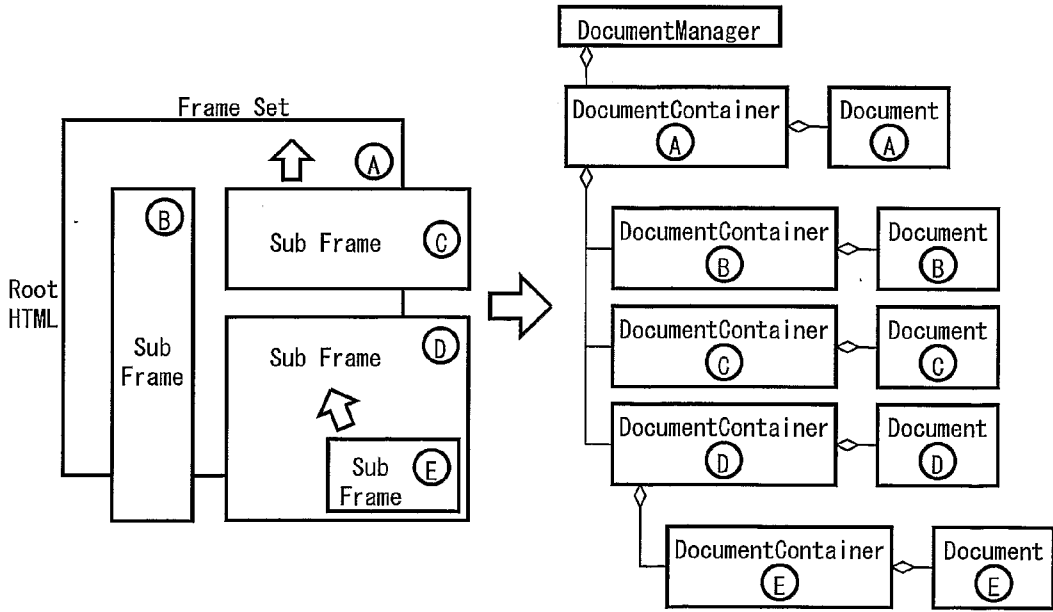 Frame Set
A
B
Sub Frame
C
Root
HTML
Sub
Frame
Sub Frame
D
Sub
Frame
E
DocumentManager
DocumentContainer
A
Document
A
DocumentContainer
B
Document
B
DocumentContainer
C
Document
C
DocumentContainer
D
Document
D
DocumentContainer
E
Document
E